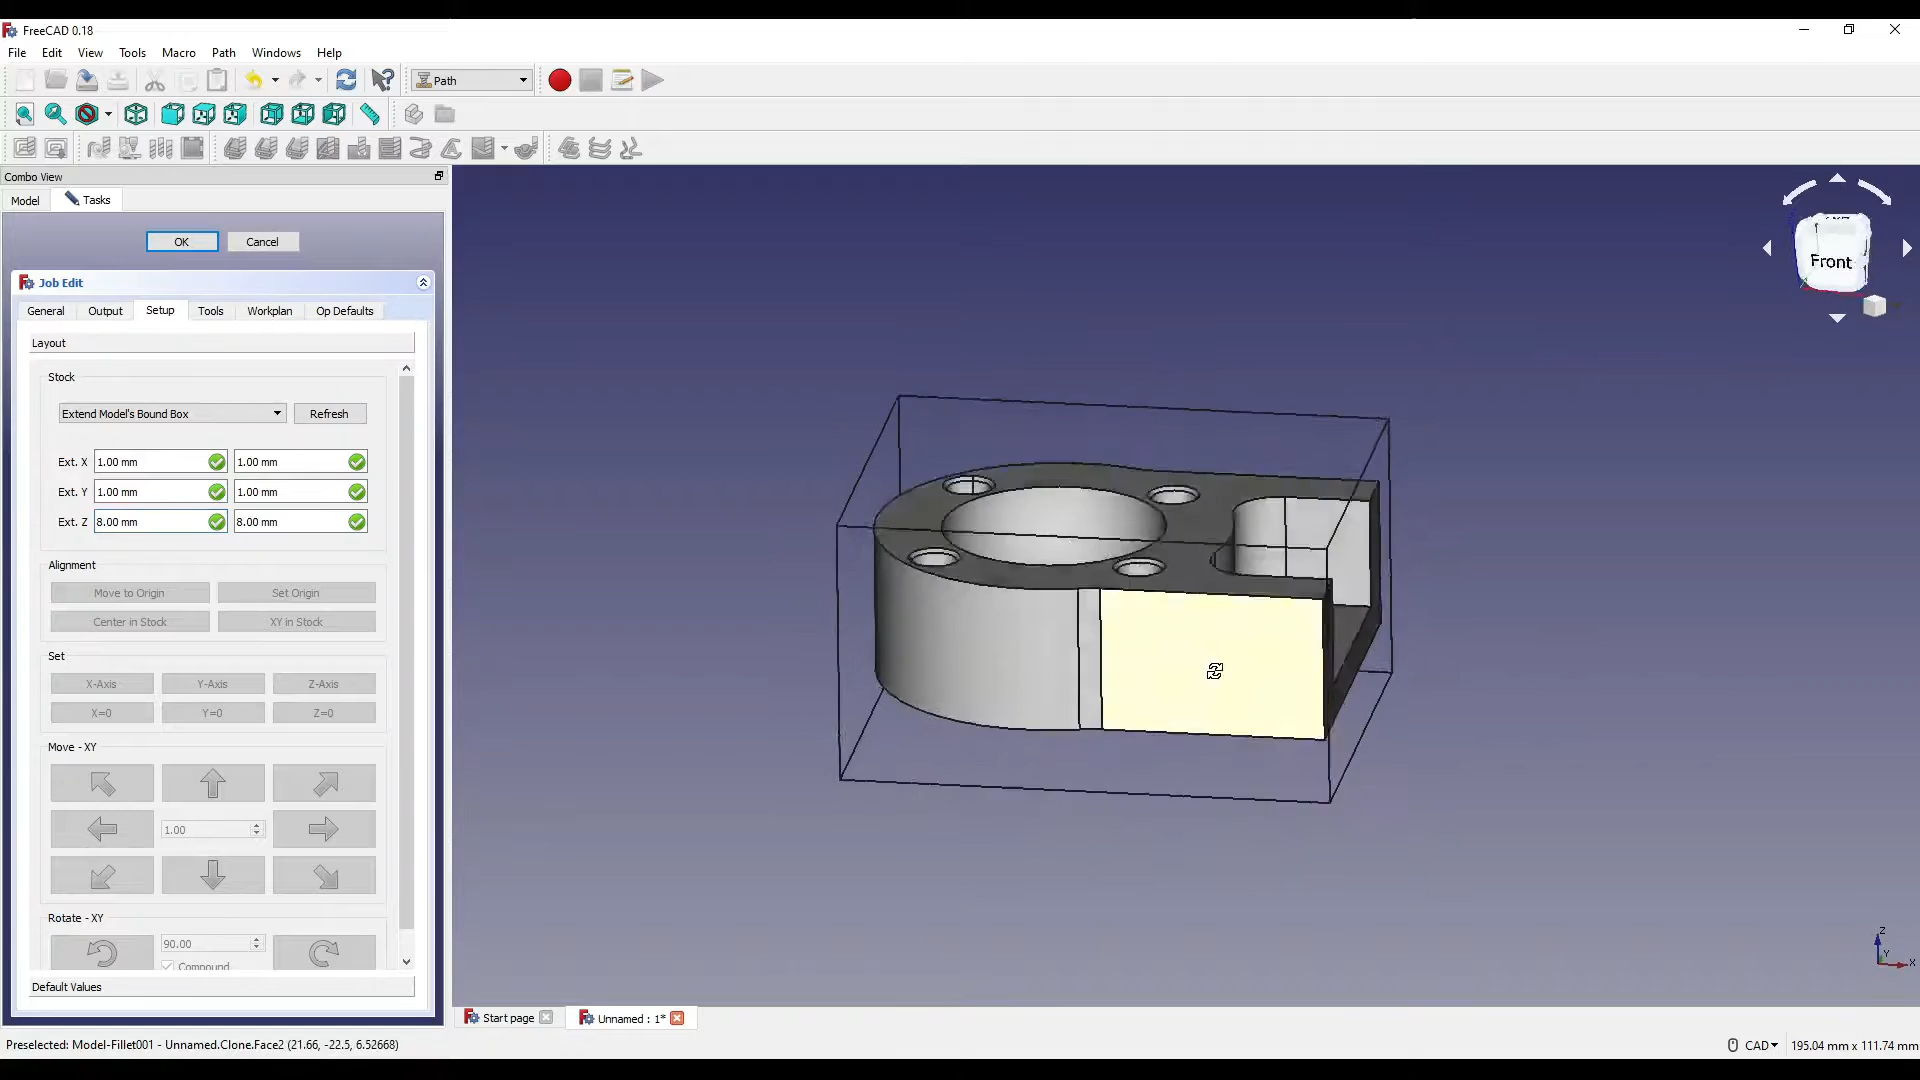 FreeCAD 0.18
File Edit View Tools Macro Path Windows Help
Path
Combo View
Model Tasks
OK Cancel
Job Edit
General Output Setup Tools Workplan Op Defaults
Layout
Stock
Extend Model's Bound Box Refresh
Ext. X 1.00 mm 1.00 mm
Ext. Y 1.00 mm 1.00 mm
Ext. Z 8.00 mm 8.00 mm
Alignment
Move to Origin Set Origin
Center in Stock XY in Stock
Set
X-Axis Y-Axis Z-Axis
X=0 Y=0 Z=0
Move - XY
1.00
Rotate - XY
90.00
Compound
Default Values
Front
Z
Y
X
Start page Unnamed : 1*
Preselected: Model-Fillet001 - Unnamed.Clone.Face2 (21.66, -22.5, 6.52668)
CAD 195.04 mm x 111.74 mm